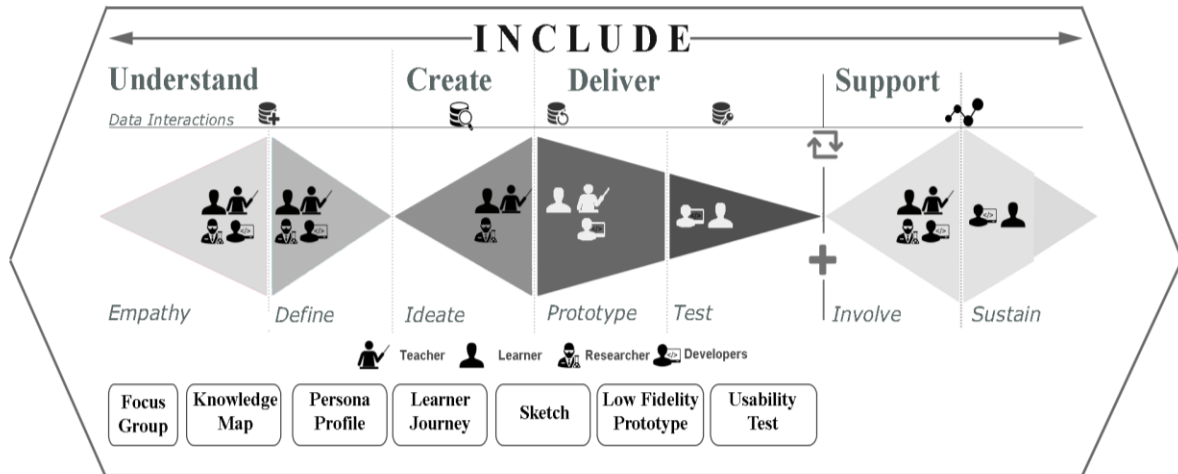 INCLUDE
Understand Create Deliver Support
Data Interactions
</>
</>
</>
</>
</>
Empathy Define Ideate Prototype Test Involve Sustain
Teacher Learner Researcher </> Developers
Focus Knowledge Persona Learner Sketch Low Fidelity Usability
Group Map Profile Journey Prototype Test